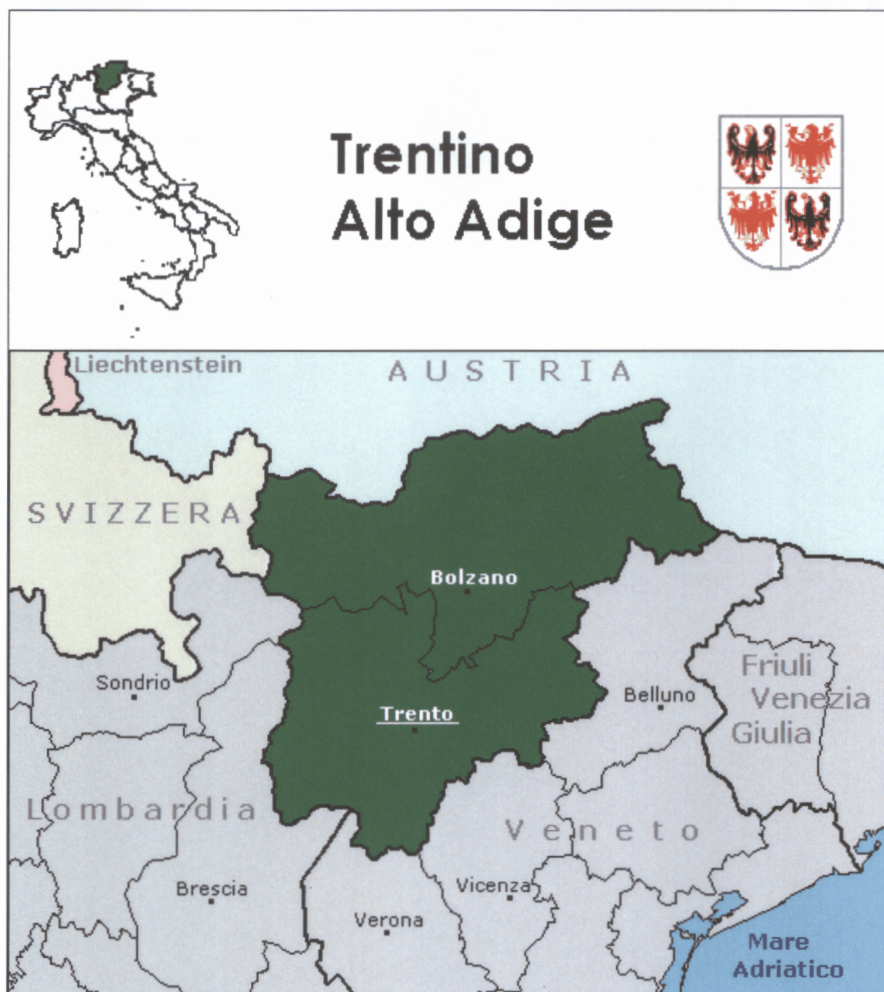 Trentino
Alto Adige
Liechtenstein
AUSTRIA
SVIZZERA
Bolzano
Sondrio
Trento
Belluno
Friuli
Venezia
Giulia
Lombardia
Veneto
Brescia
Vicenza
Verona
Mare
Adriatico